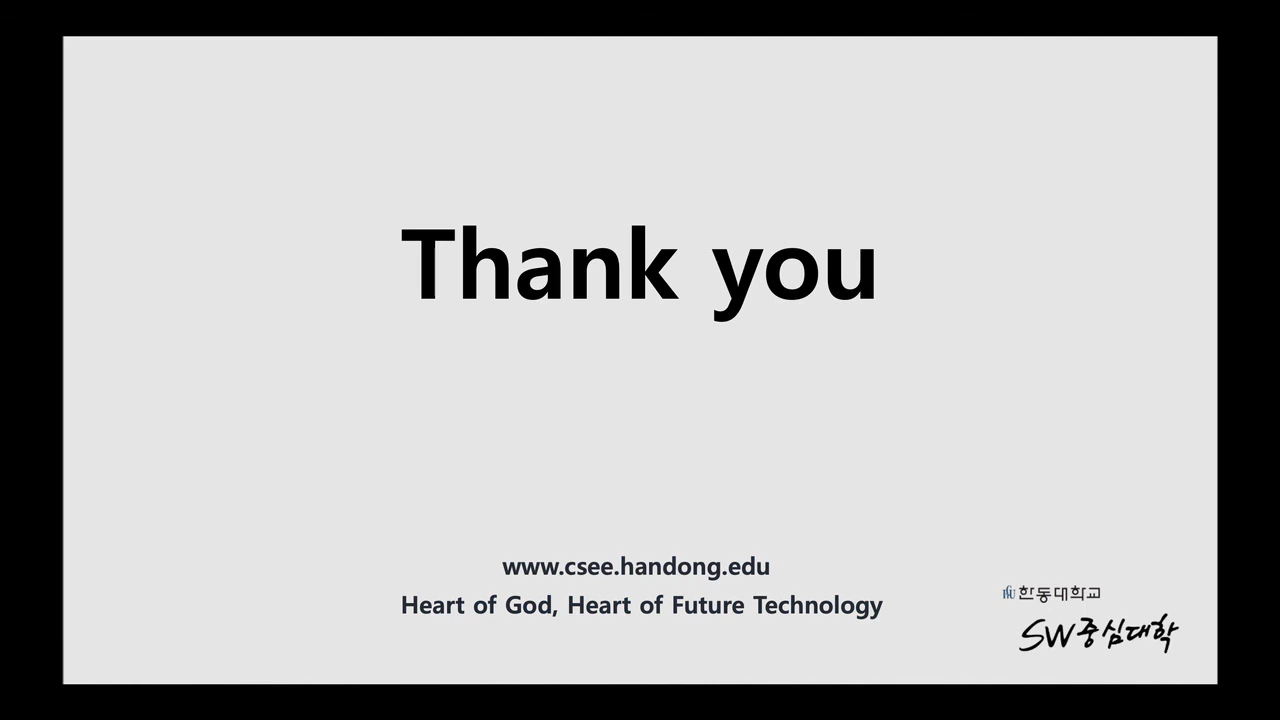 Thank you
www.csee.handong.edu
Heart of God, Heart of Future Technology
한동대학교
SW중심대학